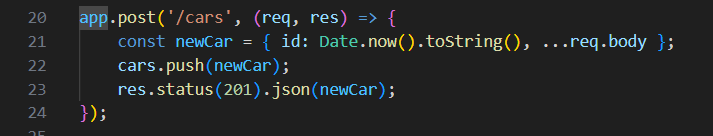 20 app.post('/cars', (req, res) => {
21     const newCar = { id: Date.now().toString(), ...req.body };
22     cars.push(newCar);
23     res.status(201).json(newCar);
24 });